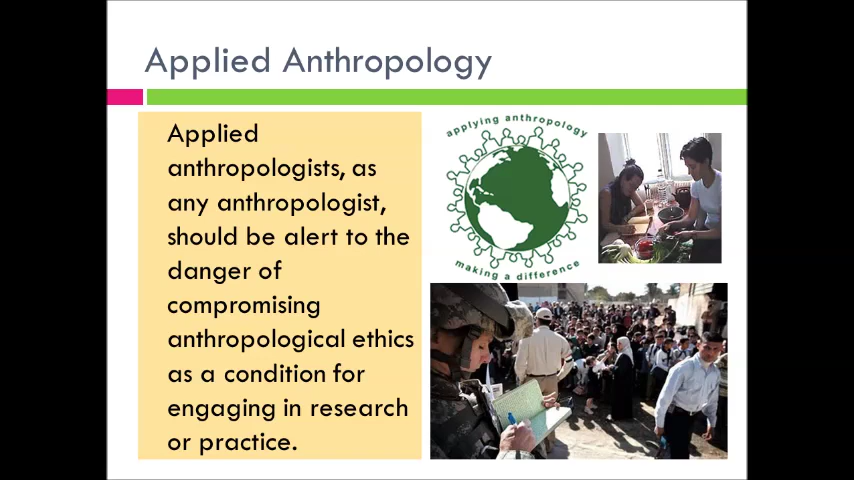 Applied Anthropology
Applied
anthropologists, as
any anthropologist,
should be alert to the
danger of
compromising
anthropological ethics
as a condition for
engaging in research
or practice.
applying anthropology
making a difference